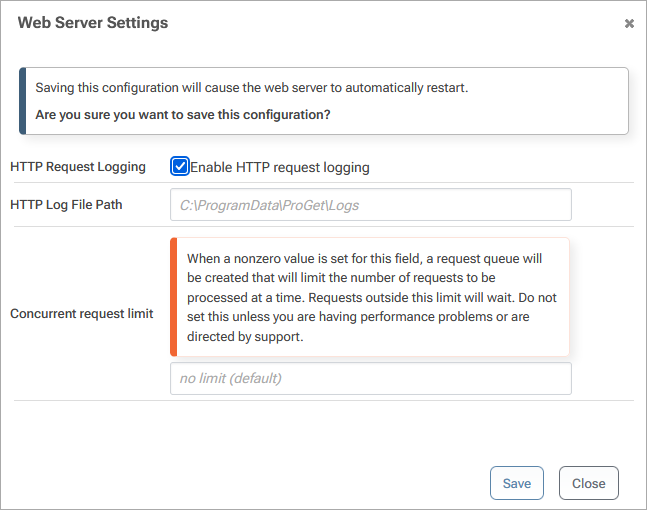 Web Server Settings
Saving this configuration will cause the web server to automatically restart.
Are you sure you want to save this configuration?
HTTP Request Logging
Enable HTTP request logging
HTTP Log File Path
C:\ProgramData\ProGet\Logs
Concurrent request limit
When a nonzero value is set for this field, a request queue will
be created that will limit the number of requests to be
processed at a time. Requests outside this limit will wait. Do not
set this unless you are having performance problems or are
directed by support.
no limit (default)
Save
Close